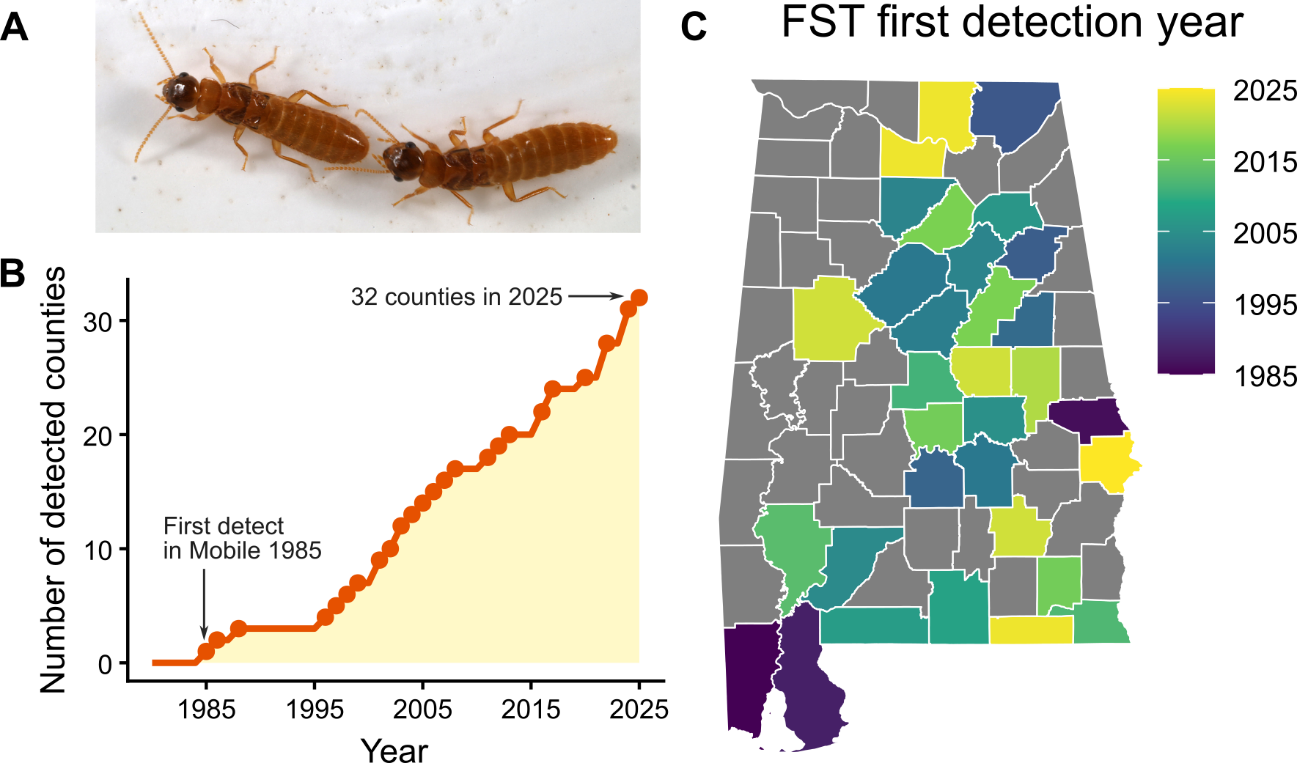 A
B
Number of detected counties
30
20
10
0
32 counties in 2025
First detect
in Mobile 1985
1985
1995
2005
2015
2025
Year
C
FST first detection year
2025
2015
2005
1995
1985